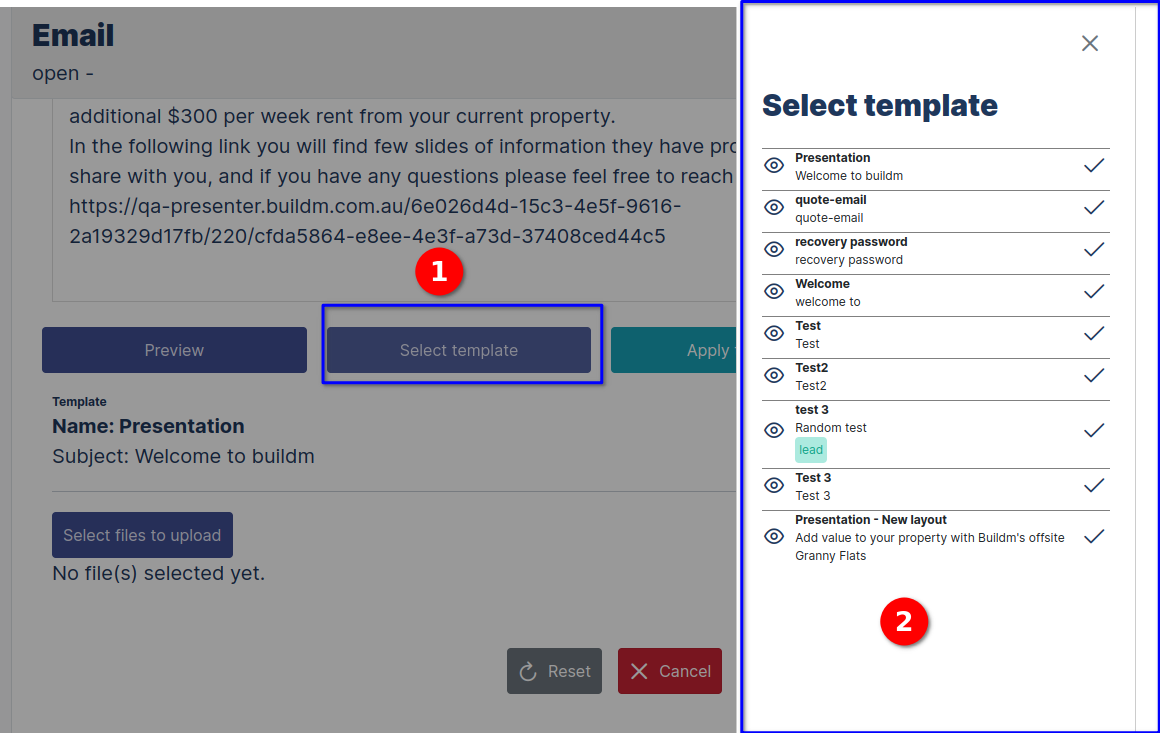 Email
open -
additional $300 per week rent from your current property.
In the following link you will find few slides of information they have
share with you, and if you have any questions please feel free to reach
https://qa-presenter.buildm.com.au/6e026d4d-15c3-4e5f-9616-
2a19329d17fb/220/cfda5864-e8ee-4e3f-a73d-37408ced44c5
1
Preview
Select template
Apply
Template
Name: Presentation
Subject: Welcome to buildm
Select files to upload
No file(s) selected yet.
Reset
Cancel
Select template
Presentation
Welcome to buildm
quote-email
quote-email
recovery password
recovery password
Welcome
welcome to
Test
Test
Test2
Test2
test 3
Random test
lead
Test 3
Test 3
Presentation - New layout
Add value to your property with Buildm's offsite
Granny Flats
2